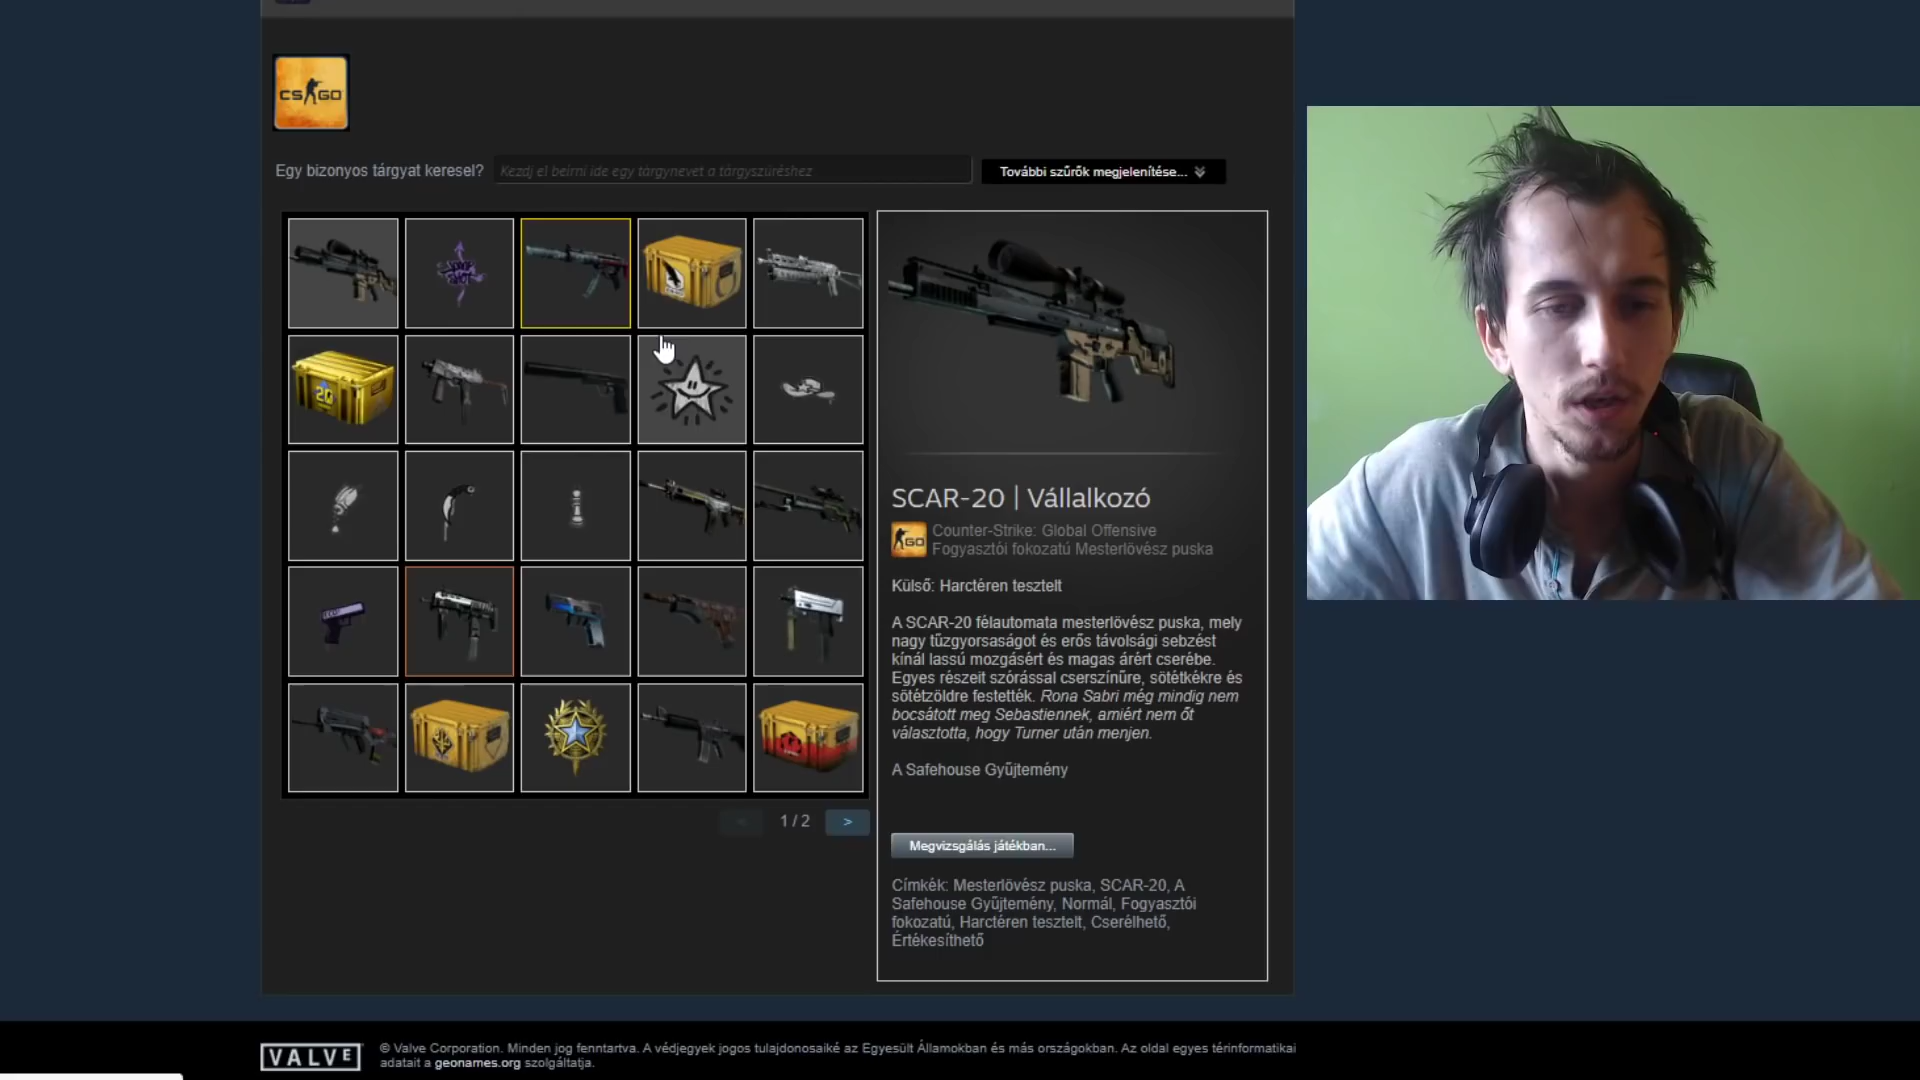 CS GO
Egy bizonyos tárgyat keresel?
Kezdj el beírni ide egy tárgynevet a tárgyszűréshez
További szűrők megjelenítése...
20
1 / 2
>
SCAR-20 | Vállalkozó
GO
Counter-Strike: Global Offensive
Fogyasztói fokozatú Mesterlövész puska
Külső: Harctéren tesztelt
A SCAR-20 félautomata mesterlövész puska, mely
nagy tűzgyorsaságot és erős távolsági sebzést
kínál lassú mozgásért és magas árért cserébe.
Egyes részeit szórással cserszínűre, sötétkékre és
sötétzöldre festették. Rona Sabri még mindig nem
bocsátott meg Sebastiennek, amiért nem őt
választotta, hogy Turner után menjen.
A Safehouse Gyűjtemény
Megvizsgálás játékban...
Címkék: Mesterlövész puska, SCAR-20, A
Safehouse Gyűjtemény, Normál, Fogyasztói
fokozatú, Harctéren tesztelt, Cserélhető,
Értékesíthető
VALVE
© Valve Corporation. Minden jog fenntartva. A védjegyek jogos tulajdonosaiké az Egyesült Államokban és más országokban. Az oldal egyes térinformatikai
adatait a geonames.org szolgáltatja.